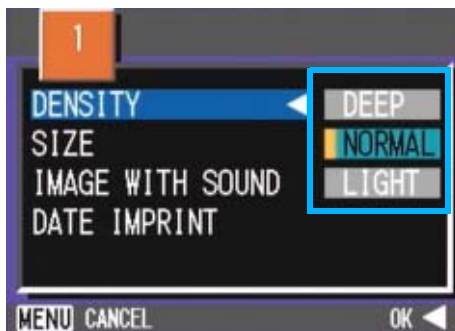 1
DENSITY DEEP
SIZE NORMAL
IMAGE WITH SOUND LIGHT
DATE IMPRINT
MENU CANCEL OK